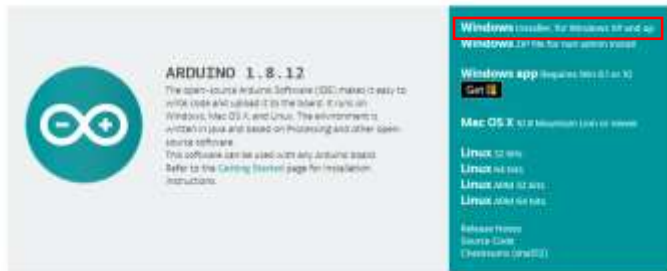 ARDUINO 1.8.12
The open-source Arduino Software (IDE) makes it easy to
write code and upload it to the board. It runs on
Windows, Mac OS X, and Linux. The environment is
written in Java and based on Processing and other open-
source software.
This software can be used with any Arduino board.
Refer to the Getting Started page for Installation
instructions.
Windows Installer, for Windows XP and up
Windows ZIP file for non admin install
Windows app Requires Win 8.1 or 10
Get
Mac OS X 10.8 Mountain Lion or newer
Linux 32 bits
Linux 64 bits
Linux ARM 32 bits
Linux ARM 64 bits
Release Notes
Source Code
Checksums (sha512)